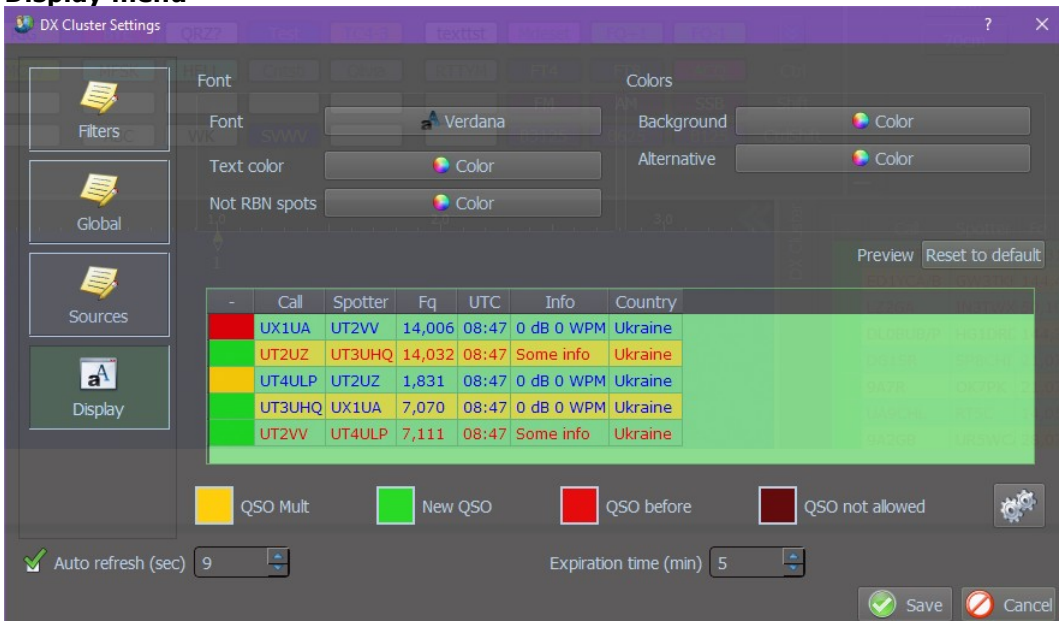 Display menu
DX Cluster Settings ? ×
Filters
Global
Sources
Display
Font
Font Verdana
Text color Color
Not RBN spots Color
Colors
Background Color
Alternative Color
Preview Reset to default
- Call Spotter Fq UTC Info Country
UX1UA UT2VV 14,006 08:47 0 dB 0 WPM Ukraine
UT2UZ UT3UHQ 14,032 08:47 Some info Ukraine
UT4ULP UT2UZ 1,831 08:47 0 dB 0 WPM Ukraine
UT3UHQ UX1UA 7,070 08:47 0 dB 0 WPM Ukraine
UT2VV UT4ULP 7,111 08:47 Some info Ukraine
QSO Mult New QSO QSO before QSO not allowed
Auto refresh (sec) 9 Expiration time (min) 5
Save Cancel